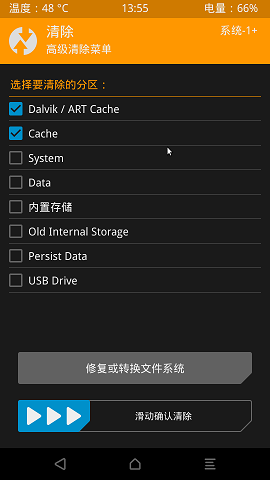 温度：48 °C 13:55 电量：66%
清除 系统-1+
高级清除菜单
选择要清除的分区：
Dalvik / ART Cache
Cache
System
Data
内置存储
Old Internal Storage
Persist Data
USB Drive
修复或转换文件系统
滑动确认清除